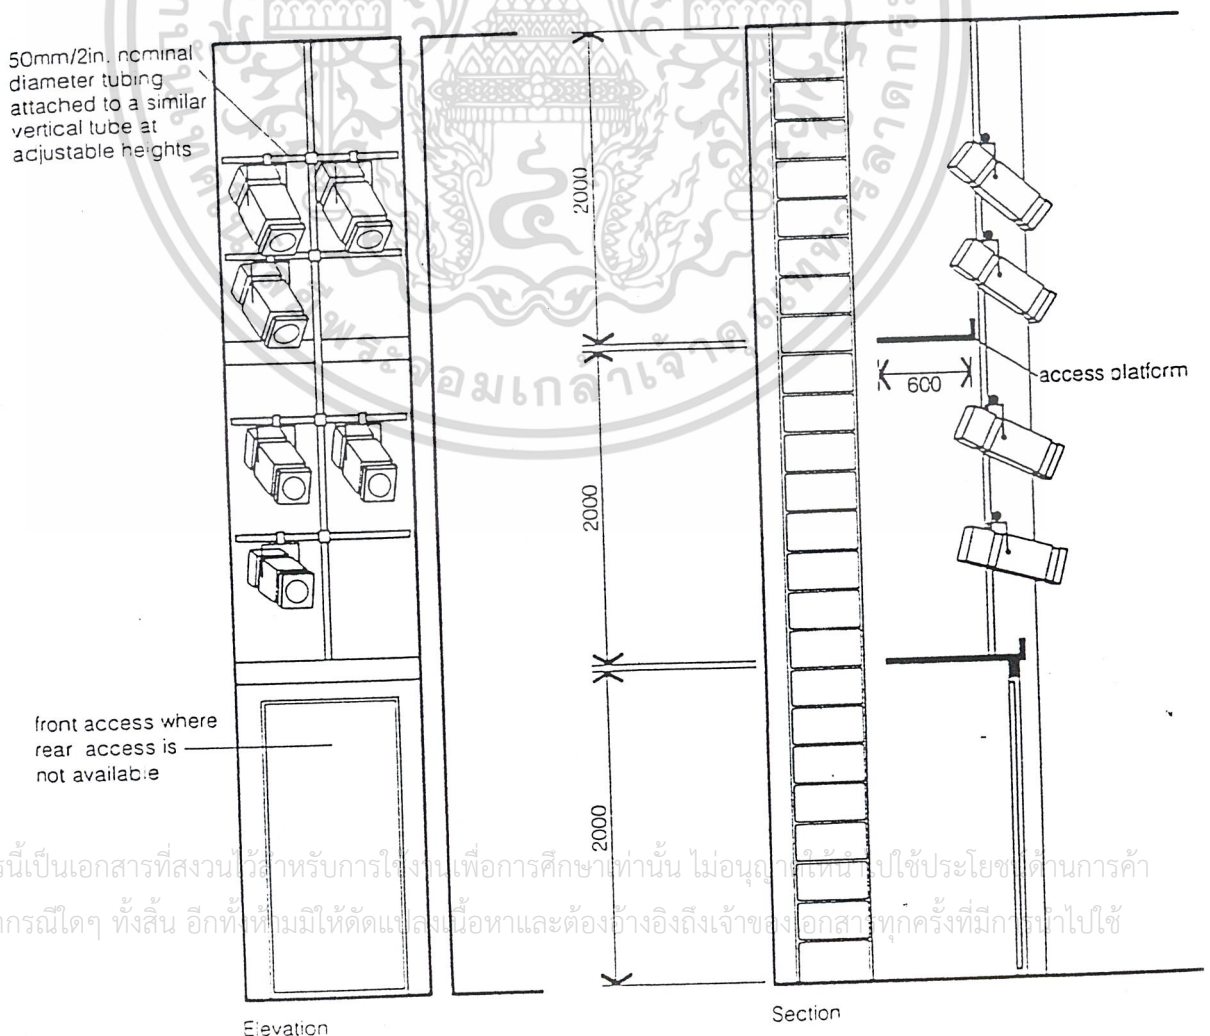 50mm/2in. nominal
diameter tubing
attached to a similar
vertical tube at
adjustable heights
2000
600
access platform
2000
front access where
rear access is
not available
2000
รนี้เป็นเอกสารที่สงวนไว้สำหรับการใช้งานเพื่อการศึกษาเท่านั้น ไม่อนุญาตให้นำไปใช้ประโยชน์ด้านการค้า
ากรณีใดๆ ทั้งสิ้น อีกทั้งห้ามมิให้ดัดแปลงเนื้อหาและต้องอ้างอิงถึงเจ้าของเอกสารทุกครั้งที่มีการนำไปใช้
Elevation
Section